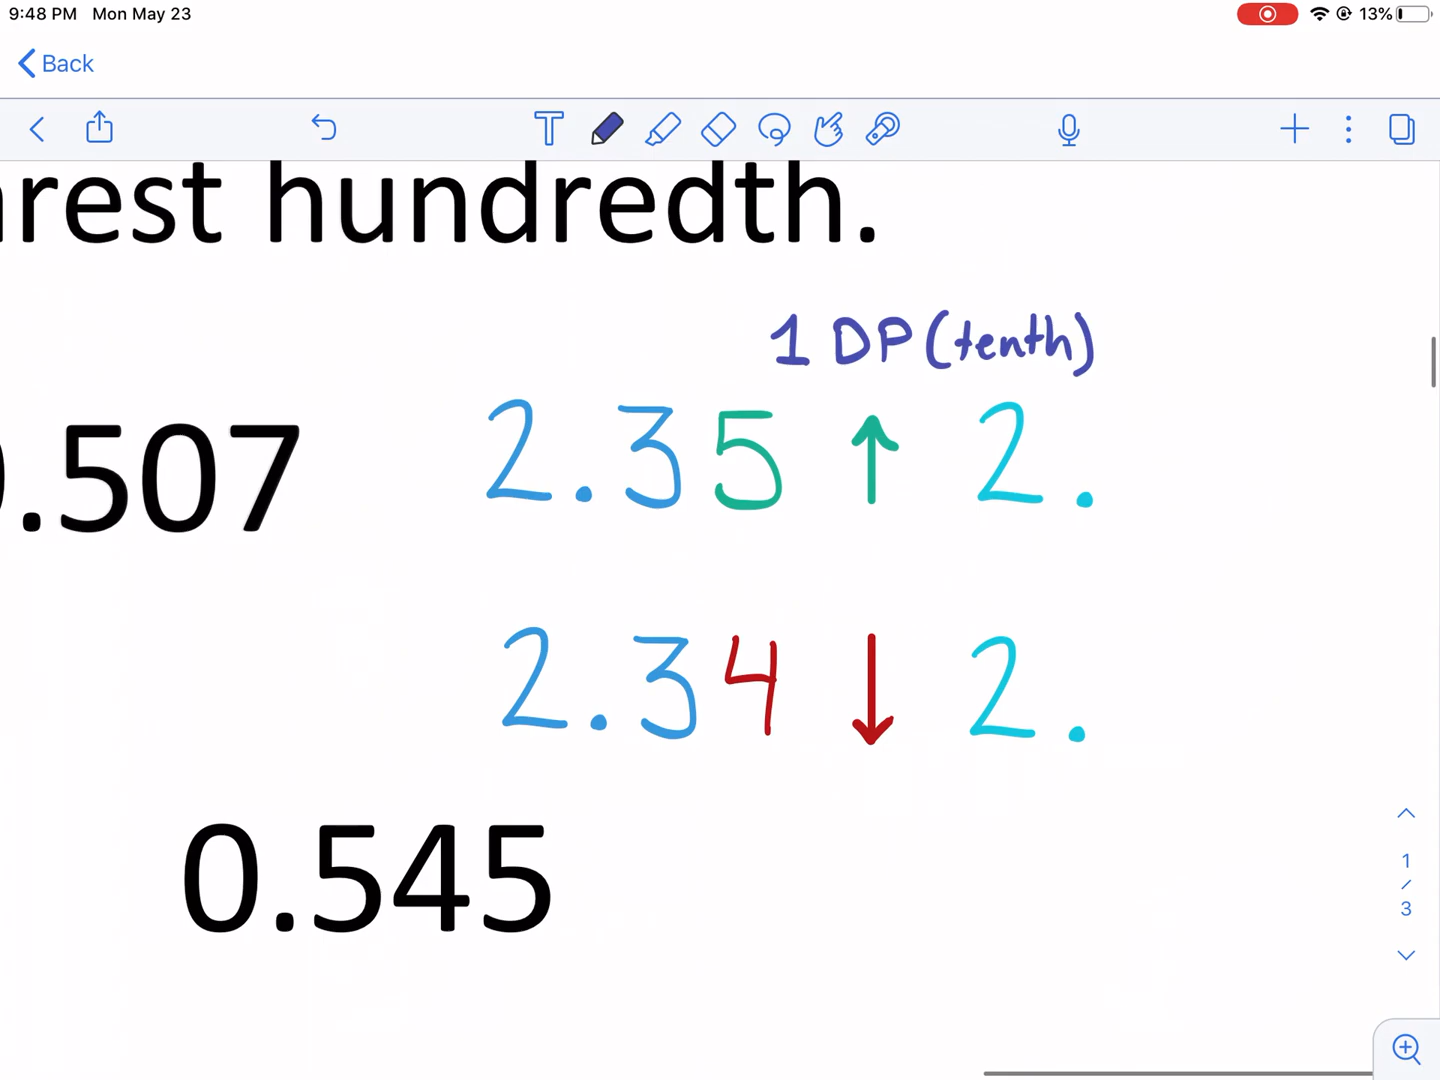 9:48 PM Mon May 23
13%
Back
T
rest hundredth.
1 DP (tenth)
.507
2.35 ↑ 2.
2.34 ↓ 2.
0.545
1
/
3